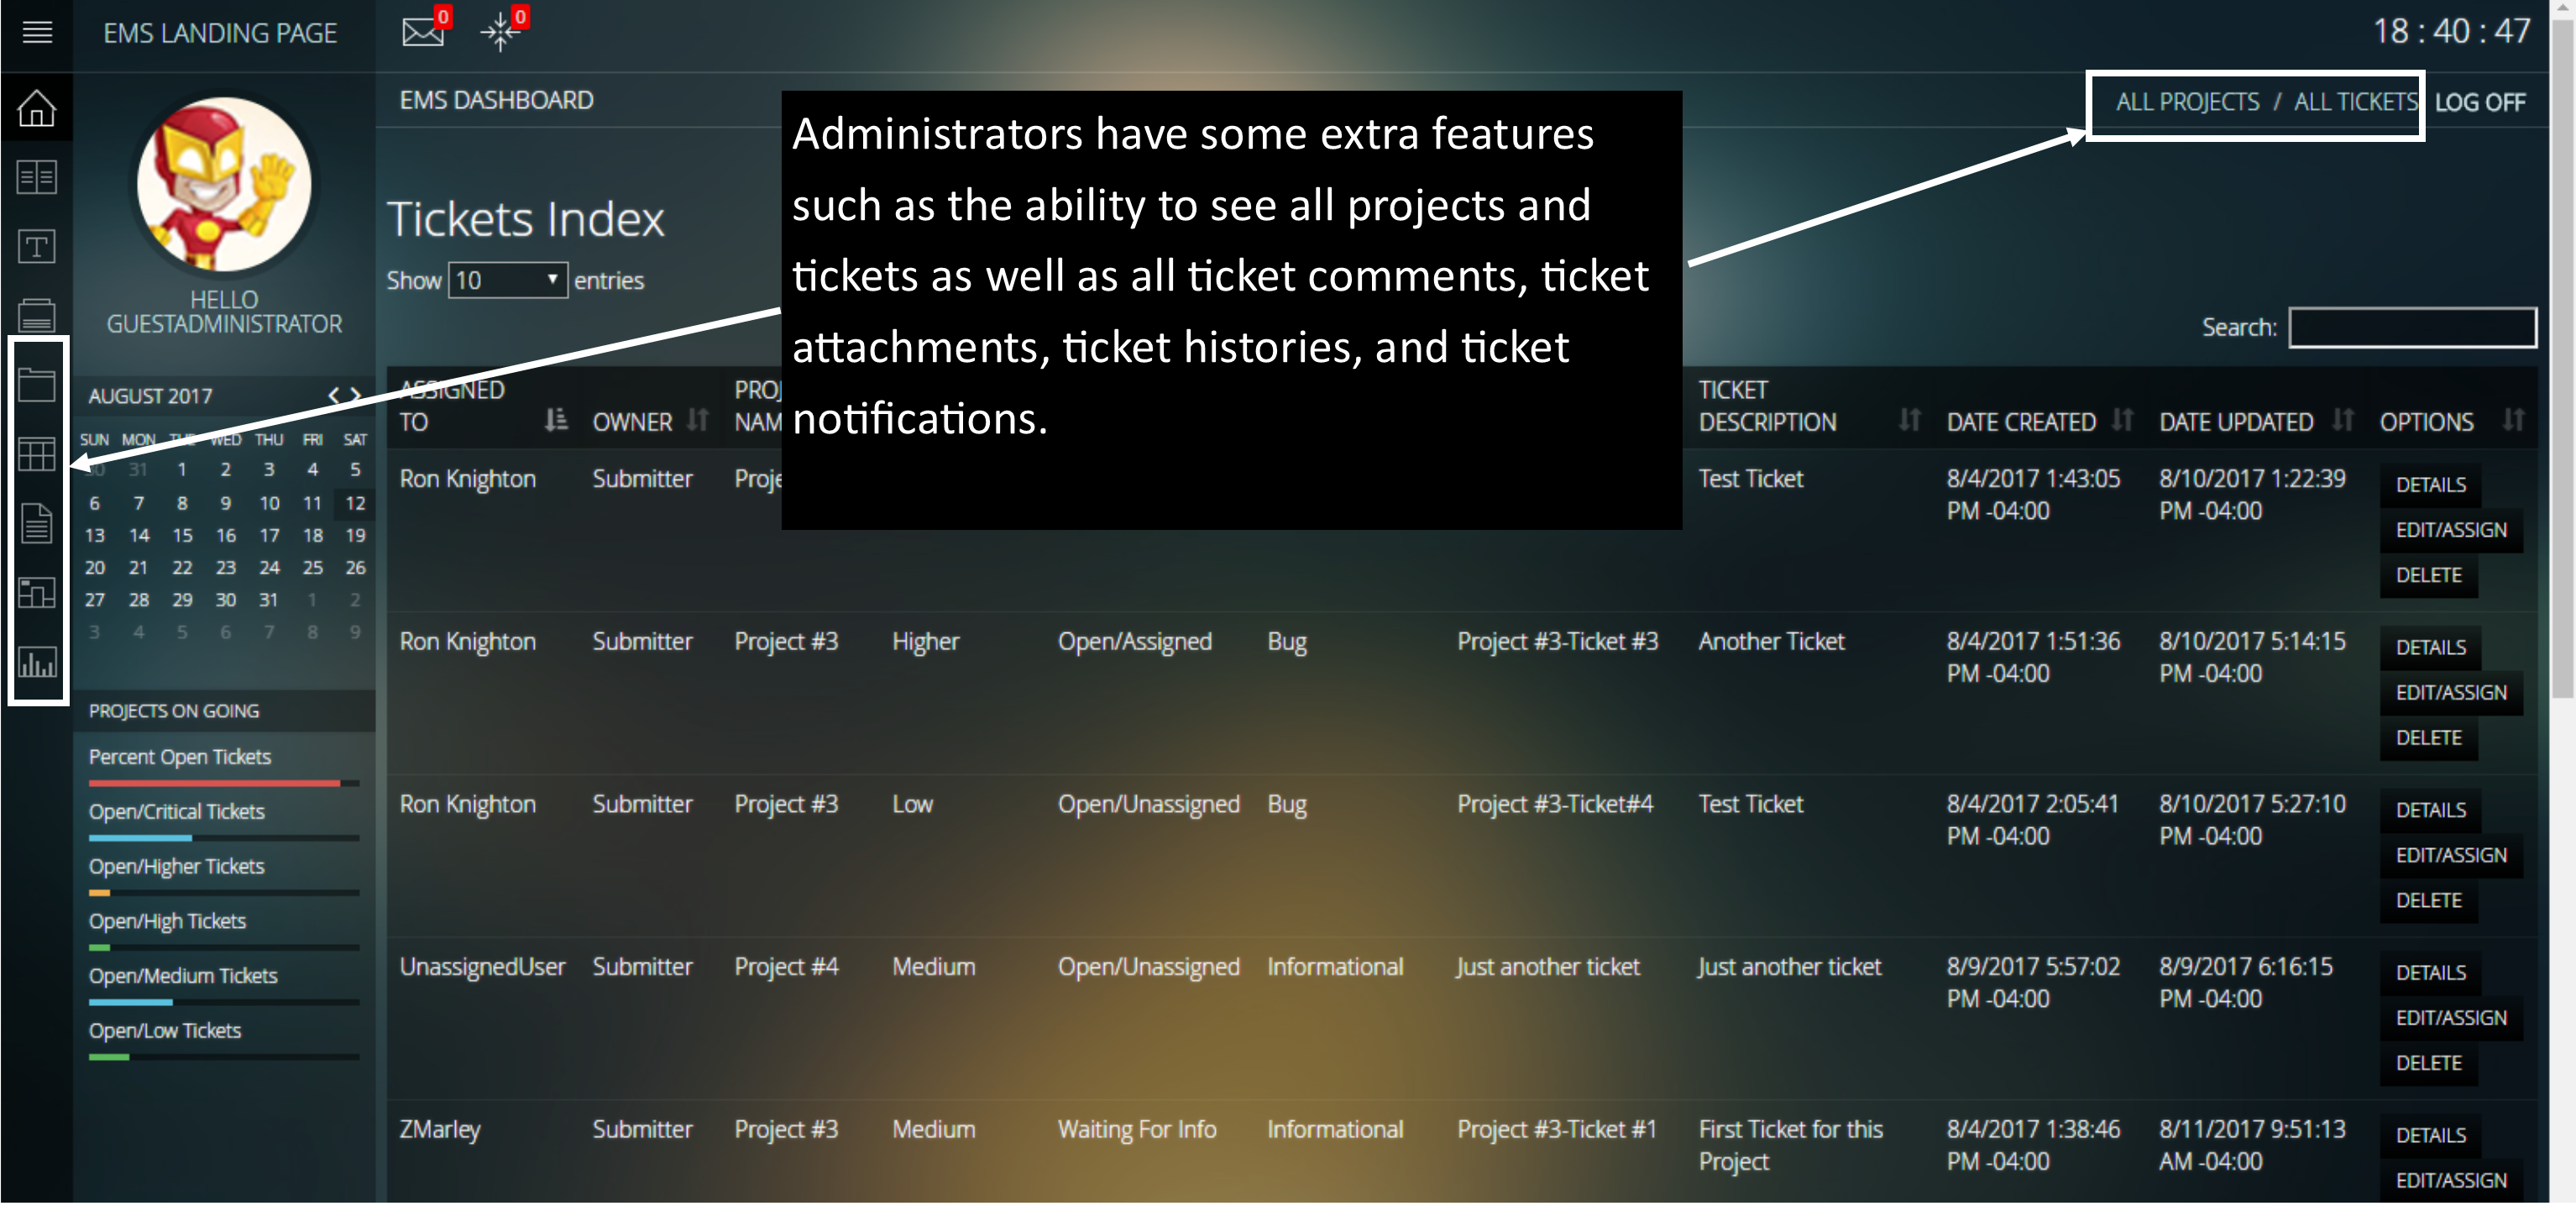 EMS LANDING PAGE
0
0
18 : 40 : 47
EMS DASHBOARD
ALL PROJECTS / ALL TICKETS
LOG OFF
HELLO
GUESTADMINISTRATOR
AUGUST 2017
< >
SUN MON TUE WED THU FRI SAT
30 31 1 2 3 4 5
6 7 8 9 10 11 12
13 14 15 16 17 18 19
20 21 22 23 24 25 26
27 28 29 30 31 1 2
3 4 5 6 7 8 9
PROJECTS ON GOING
Percent Open Tickets
Open/Critical Tickets
Open/Higher Tickets
Open/High Tickets
Open/Medium Tickets
Open/Low Tickets
Tickets Index
Show 10 entries
Administrators have some extra features
such as the ability to see all projects and
tickets as well as all ticket comments, ticket
attachments, ticket histories, and ticket
notifications.
Search:
ASSIGNED
TO
OWNER
PROJ
NAM
TICKET
DESCRIPTION
DATE CREATED
DATE UPDATED
OPTIONS
Ron Knighton Submitter Proje Test Ticket 8/4/2017 1:43:05 8/10/2017 1:22:39 DETAILS
PM -04:00 PM -04:00
EDIT/ASSIGN
DELETE
Ron Knighton Submitter Project #3 Higher Open/Assigned Bug Project #3-Ticket #3 Another Ticket 8/4/2017 1:51:36 8/10/2017 5:14:15 DETAILS
PM -04:00 PM -04:00
EDIT/ASSIGN
DELETE
Ron Knighton Submitter Project #3 Low Open/Unassigned Bug Project #3-Ticket#4 Test Ticket 8/4/2017 2:05:41 8/10/2017 5:27:10 DETAILS
PM -04:00 PM -04:00
EDIT/ASSIGN
DELETE
UnassignedUser Submitter Project #4 Medium Open/Unassigned Informational Just another ticket Just another ticket 8/9/2017 5:57:02 8/9/2017 6:16:15 DETAILS
PM -04:00 PM -04:00
EDIT/ASSIGN
DELETE
ZMarley Submitter Project #3 Medium Waiting For Info Informational Project #3-Ticket #1 First Ticket for this 8/4/2017 1:38:46 8/11/2017 9:51:13 DETAILS
Project PM -04:00 AM -04:00
EDIT/ASSIGN